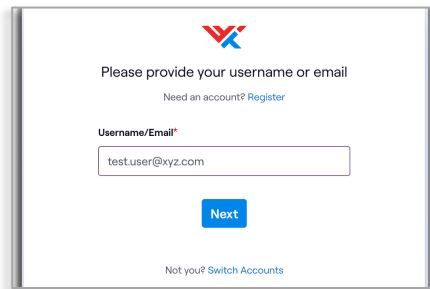 Please provide your username or email
Need an account? Register
Username/Email*
test.user@xyz.com
Next
Not you? Switch Accounts